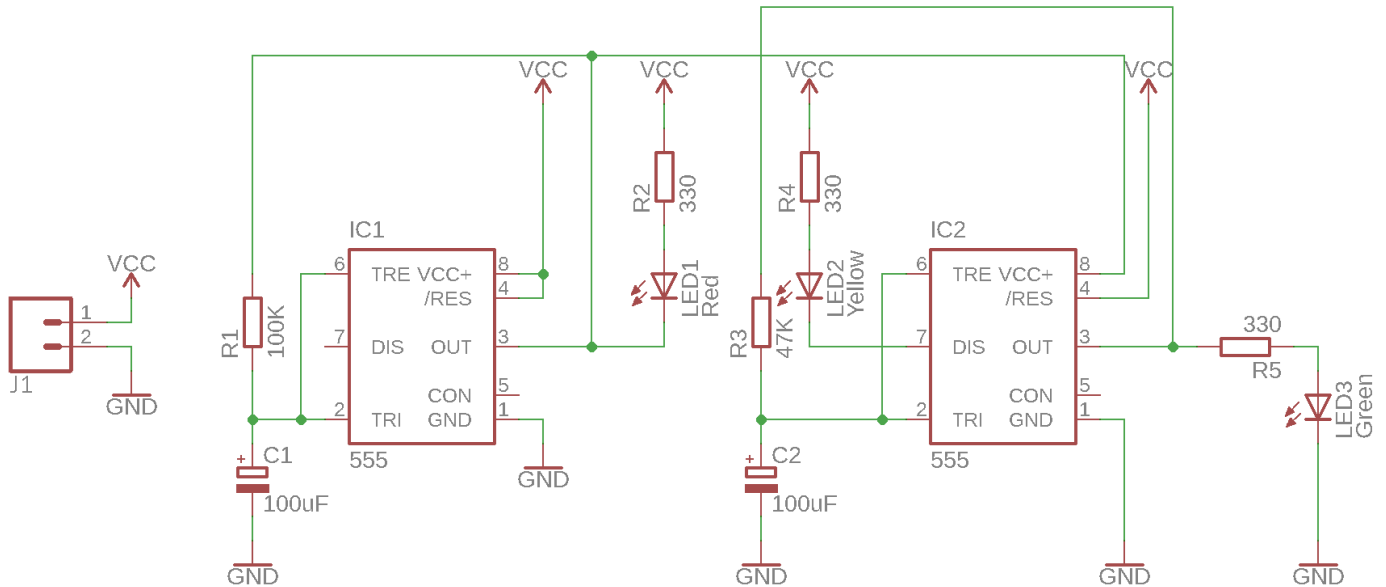 VCC
VCC
VCC
VCC
R2
330
R4
330
IC1
IC2
VCC
6
TRE
VCC+
8
/RES
4
LED1
Red
LED2
Yellow
6
TRE
VCC+
8
/RES
4
1
2
J1
GND
R1
100K
7
DIS
OUT
3
R3
47K
7
DIS
OUT
3
330
R5
CON
5
CON
5
2
TRI
GND
1
2
TRI
GND
1
LED3
Green
+
C1
100uF
555
GND
+
C2
100uF
555
GND
GND
GND
GND